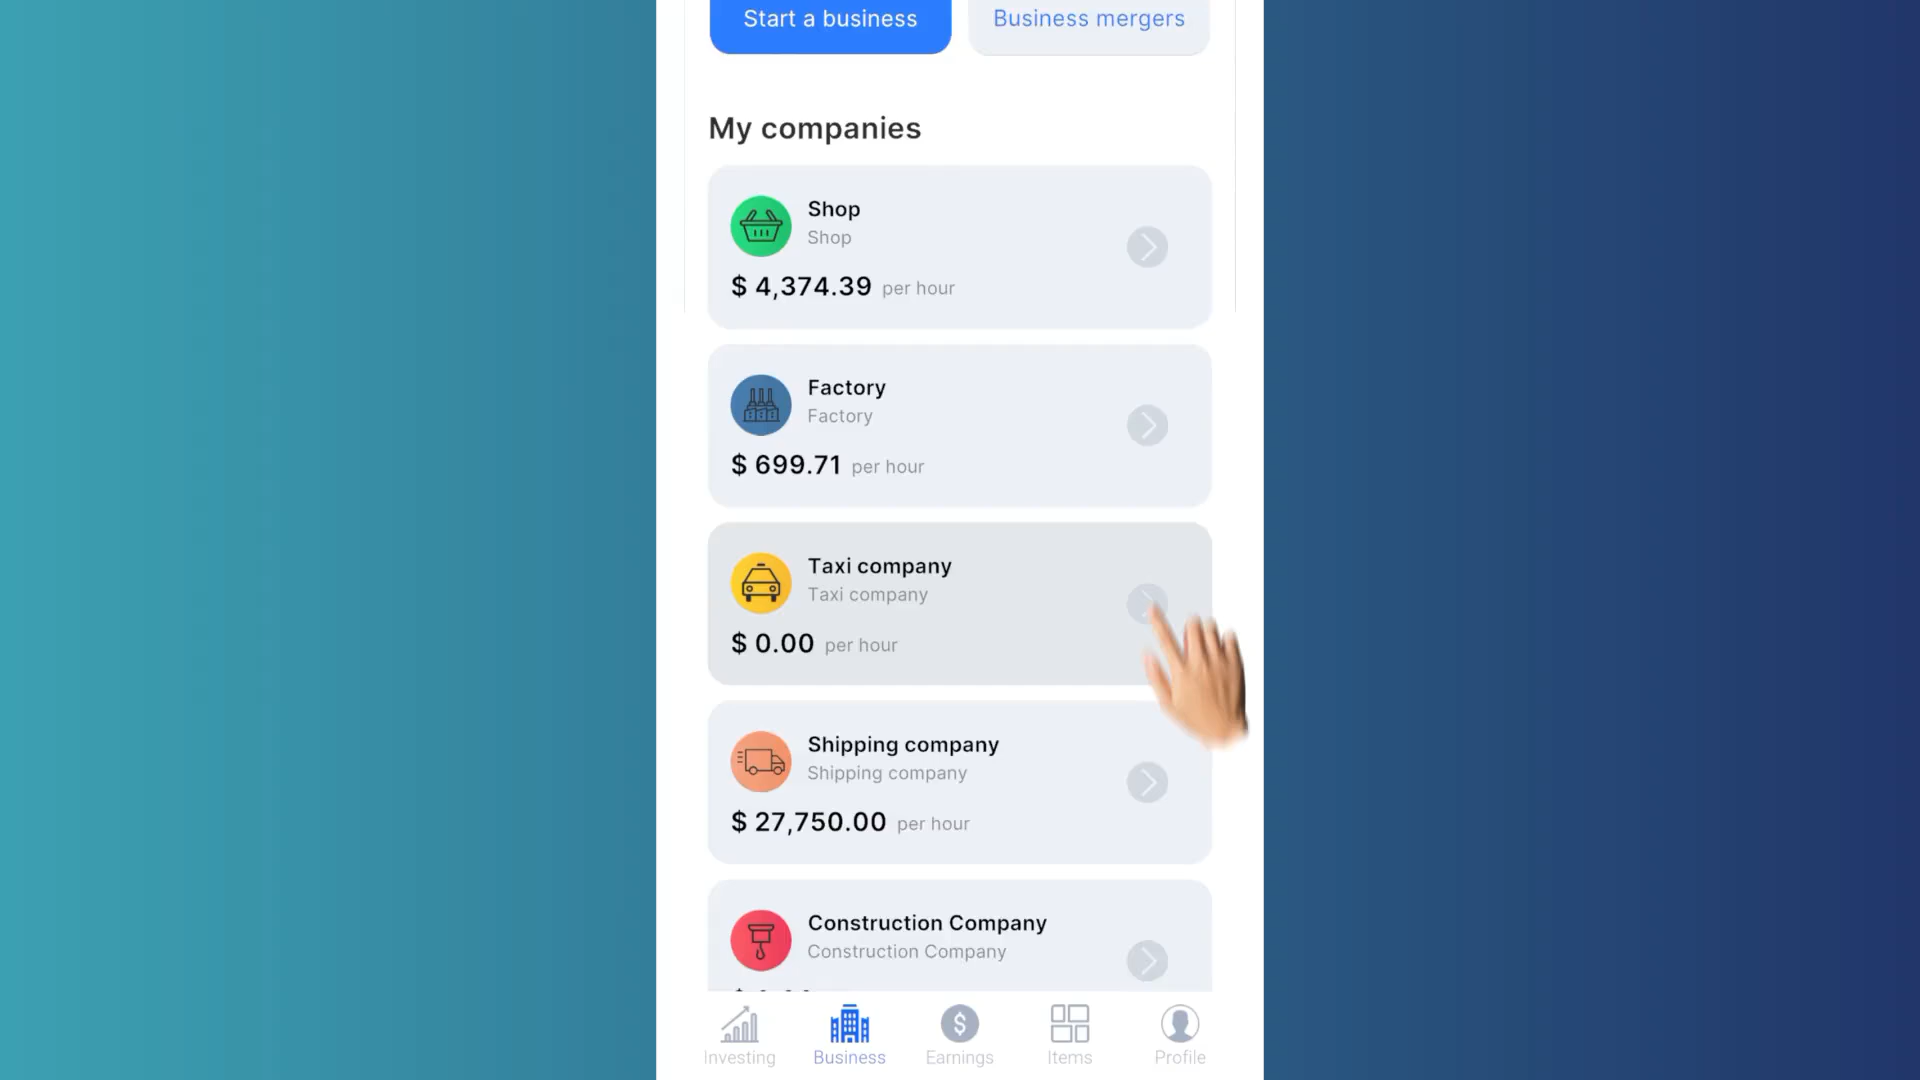 Start a business
Business mergers
My companies
Shop
Shop
$ 4,374.39 per hour
Factory
Factory
$ 699.71 per hour
Taxi company
Taxi company
$ 0.00 per hour
Shipping company
Shipping company
$ 27,750.00 per hour
Construction Company
Construction Company
Investing
Business
Earnings
Items
Profile